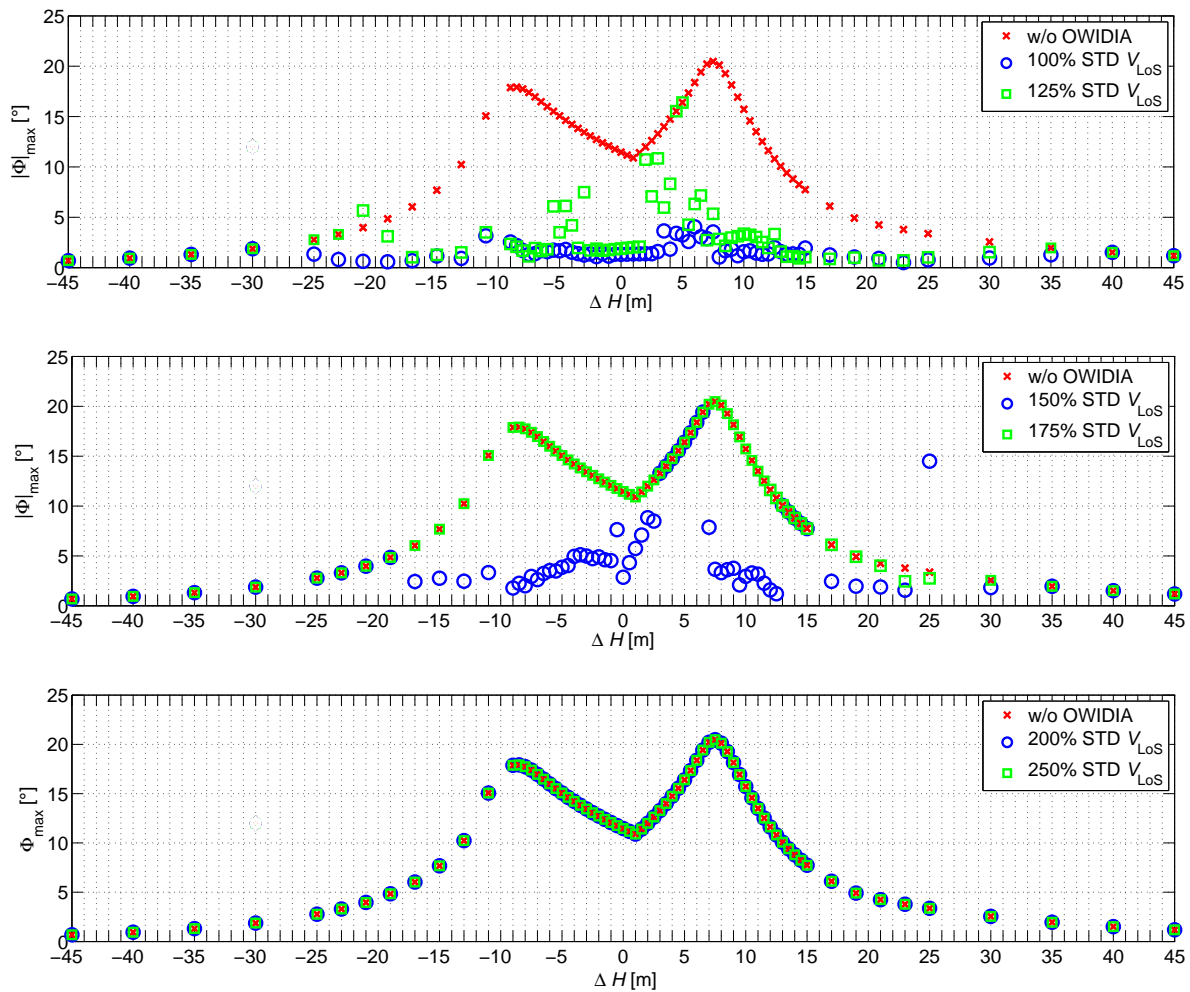 25
20
15
10
5
0
|Φ|max [°]
w/o OWIDIA
100% STD VLoS
125% STD VLoS
−45 −40 −35 −30 −25 −20 −15 −10 −5 0 5 10 15 20 25 30 35 40 45
Δ H [m]
25
20
15
10
5
0
|Φ|max [°]
w/o OWIDIA
150% STD VLoS
175% STD VLoS
−45 −40 −35 −30 −25 −20 −15 −10 −5 0 5 10 15 20 25 30 35 40 45
Δ H [m]
25
20
15
10
5
0
Φmax [°]
w/o OWIDIA
200% STD VLoS
250% STD VLoS
−45 −40 −35 −30 −25 −20 −15 −10 −5 0 5 10 15 20 25 30 35 40 45
Δ H [m]